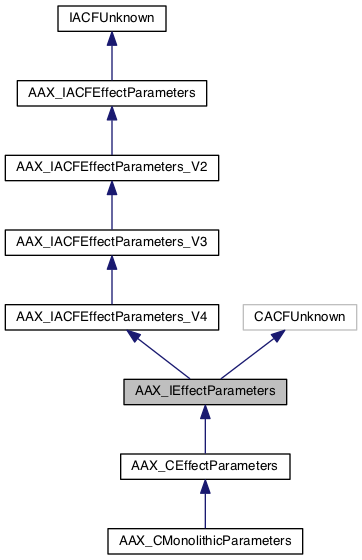 IACFUnknown
AAX_IACFEffectParameters
AAX_IACFEffectParameters_V2
AAX_IACFEffectParameters_V3
AAX_IACFEffectParameters_V4
CACFUnknown
AAX_IEffectParameters
AAX_CEffectParameters
AAX_CMonolithicParameters